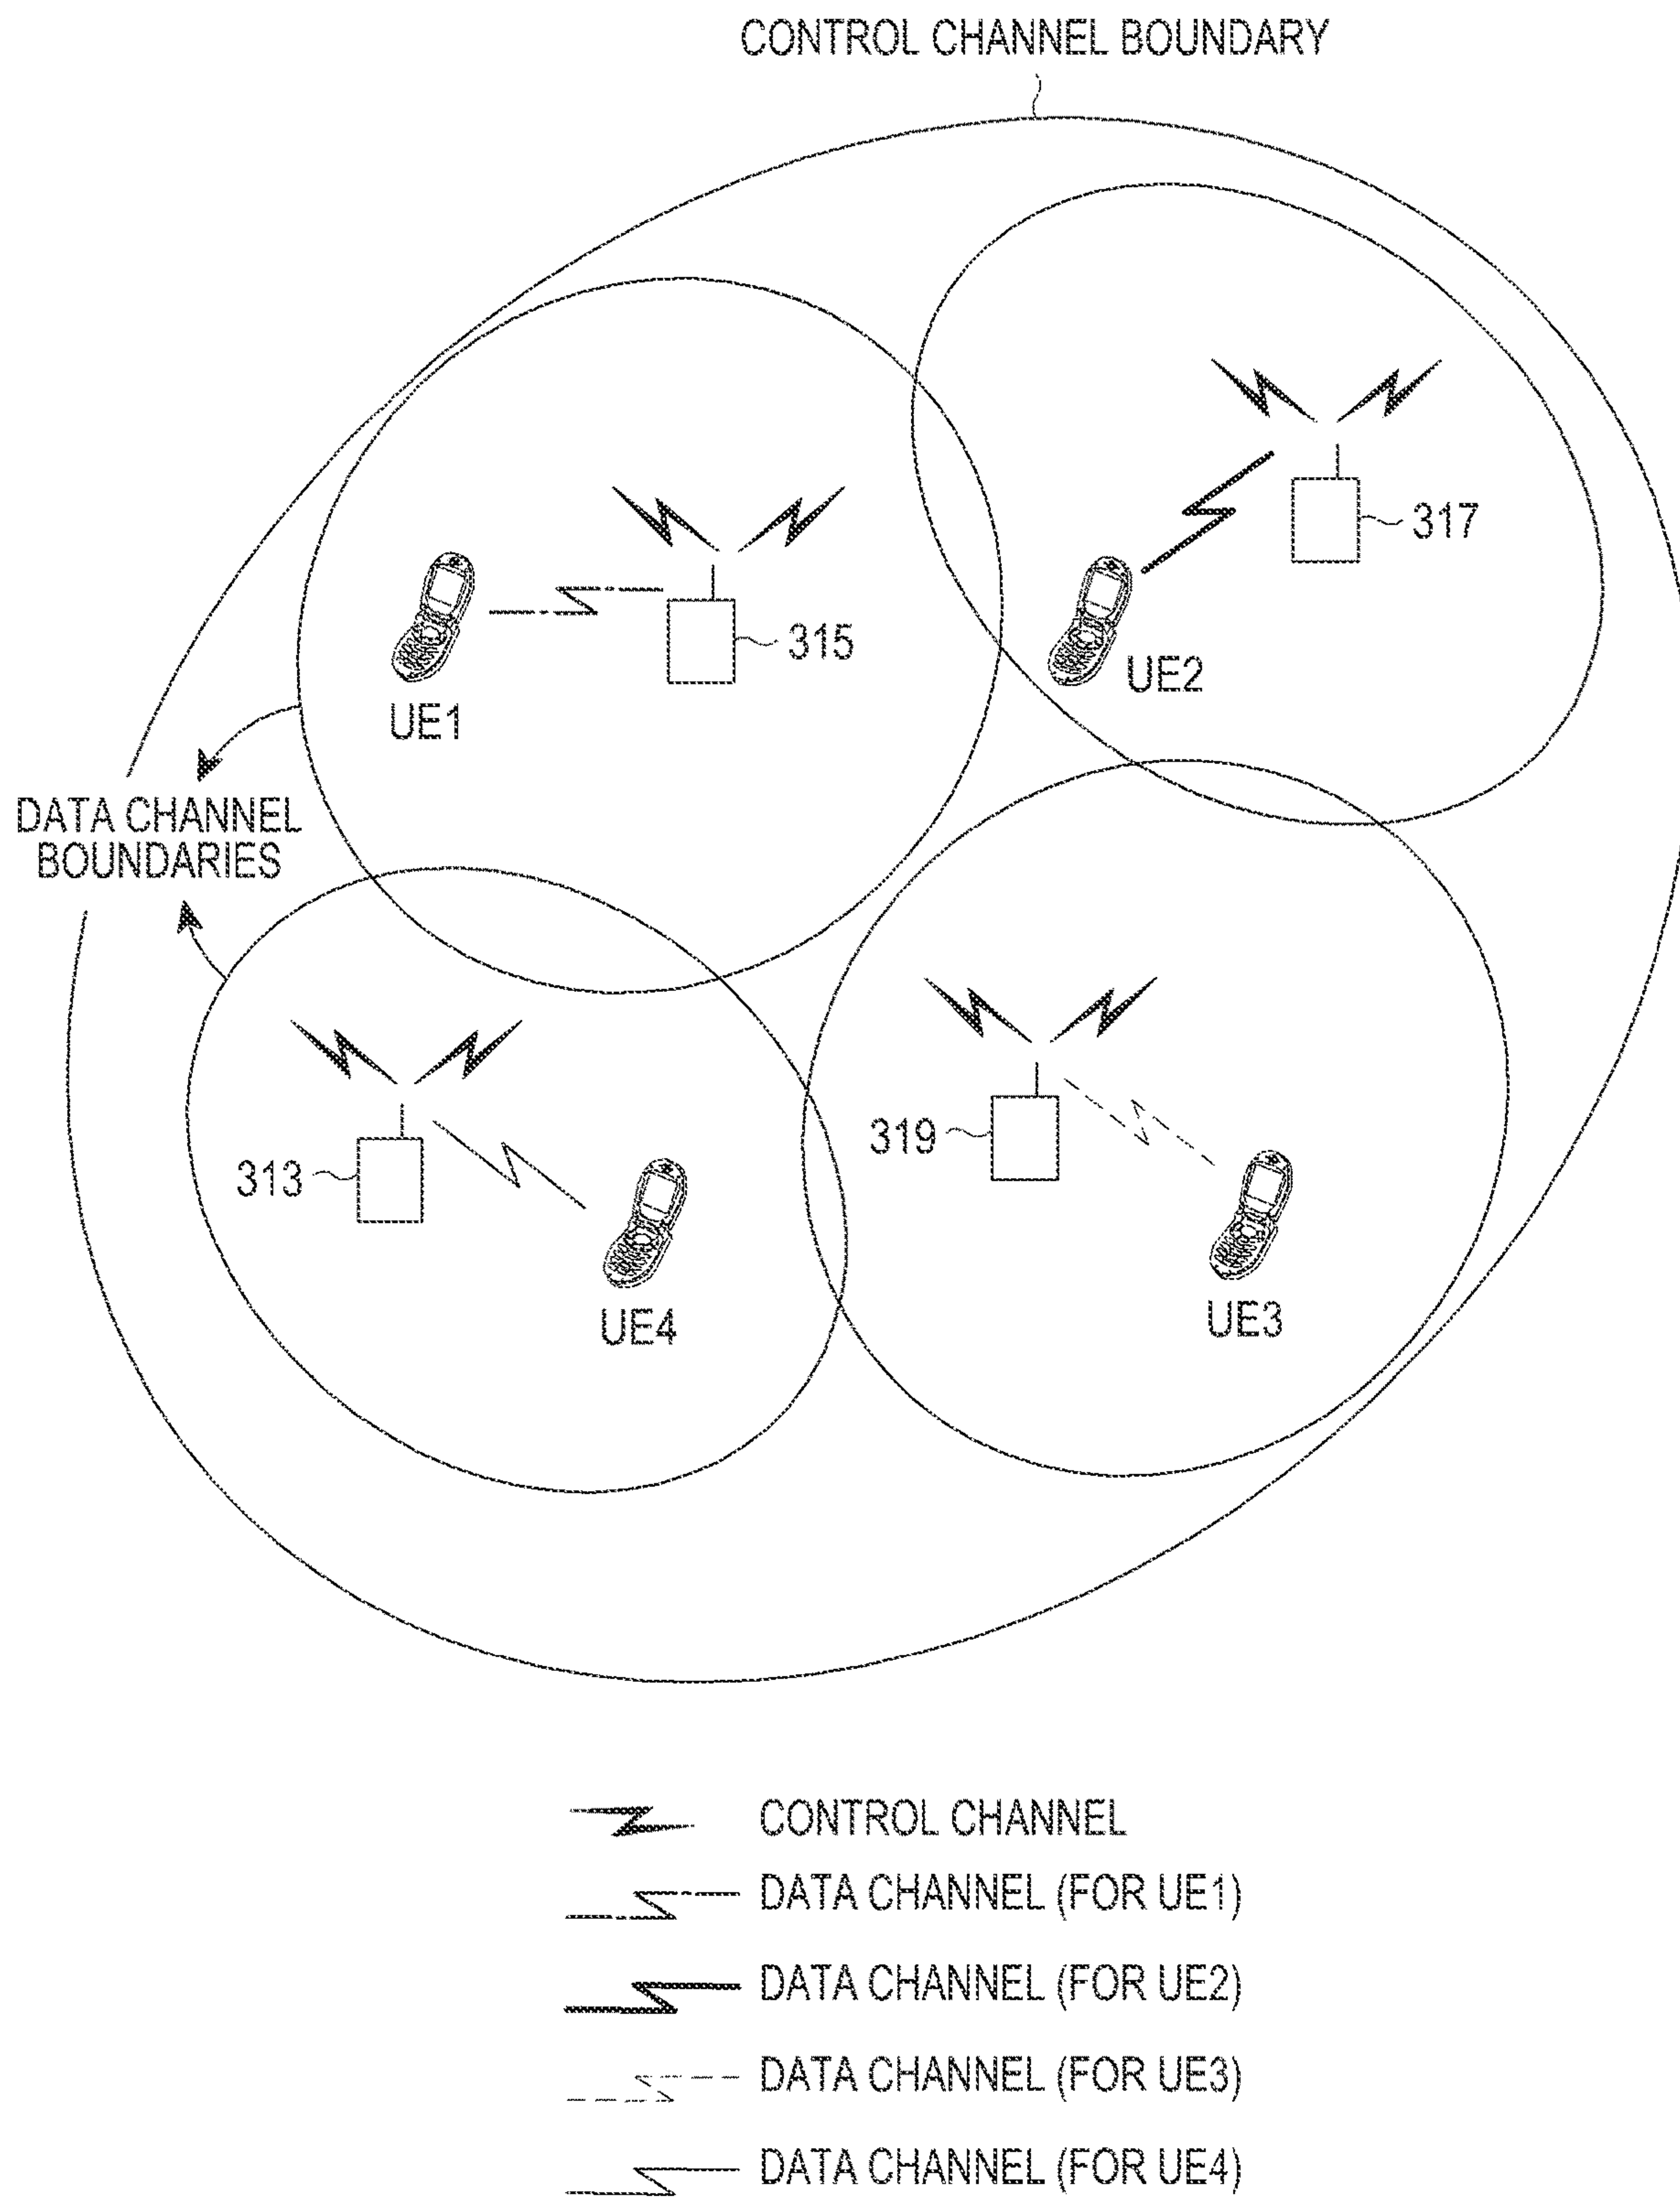 CONTROL CHANNEL BOUNDARY
317
315
UE2
UE1
DATA CHANNEL
BOUNDARIES
319
313
UE3
UE4
CONTROL CHANNEL
DATA CHANNEL (FOR UE1)
DATA CHANNEL (FOR UE2)
DATA CHANNEL (FOR UE3)
DATA CHANNEL (FOR UE4)